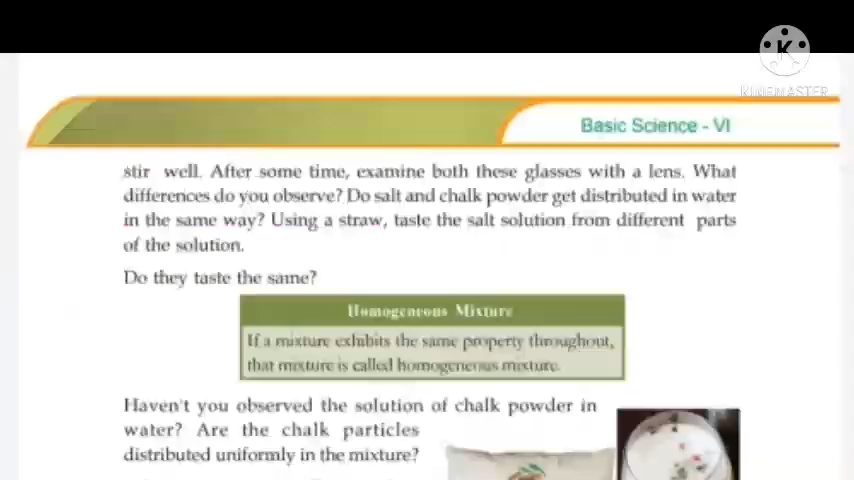 KINEMASTER
Basic Science - VI
stir well. After some time, examine both these glasses with a lens. What
differences do you observe? Do salt and chalk powder get distributed in water
in the same way? Using a straw, taste the salt solution from different parts
of the solution.
Do they taste the same?
Homogeneous Mixture
If a mixture exhibits the same property throughout,
that mixture is called homogeneous mixture.
Haven't you observed the solution of chalk powder in
water? Are the chalk particles
distributed uniformly in the mixture?